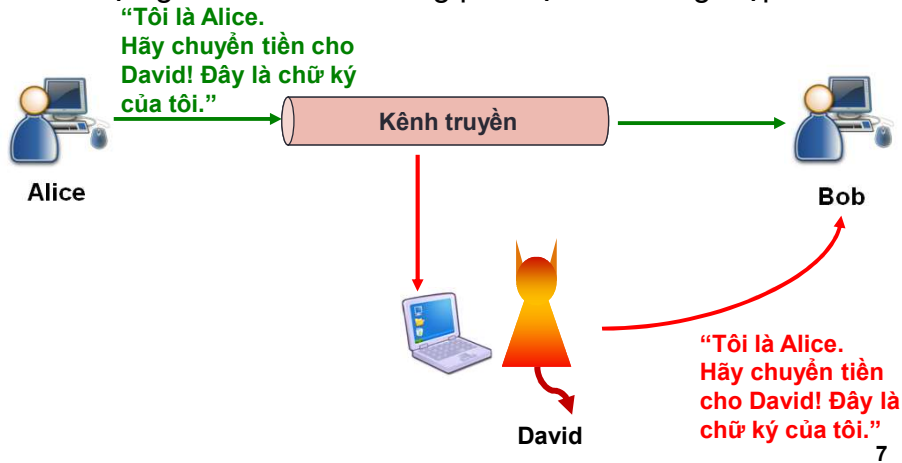 “Tôi là Alice.
Hãy chuyển tiền cho
David! Đây là chữ ký
của tôi.”
Kênh truyền
Alice
Bob
“Tôi là Alice.
Hãy chuyển tiền
cho David! Đây là
chữ ký của tôi.”
David
7